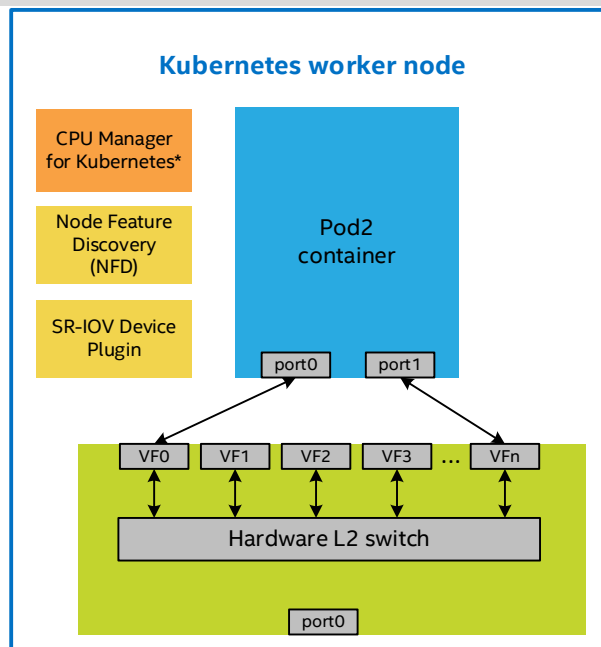 Kubernetes worker node
CPU Manager
for Kubernetes*
Node Feature
Discovery
(NFD)
SR-IOV Device
Plugin
Pod2
container
port0
port1
VF0
VF1
VF2
VF3
...
VFn
Hardware L2 switch
port0